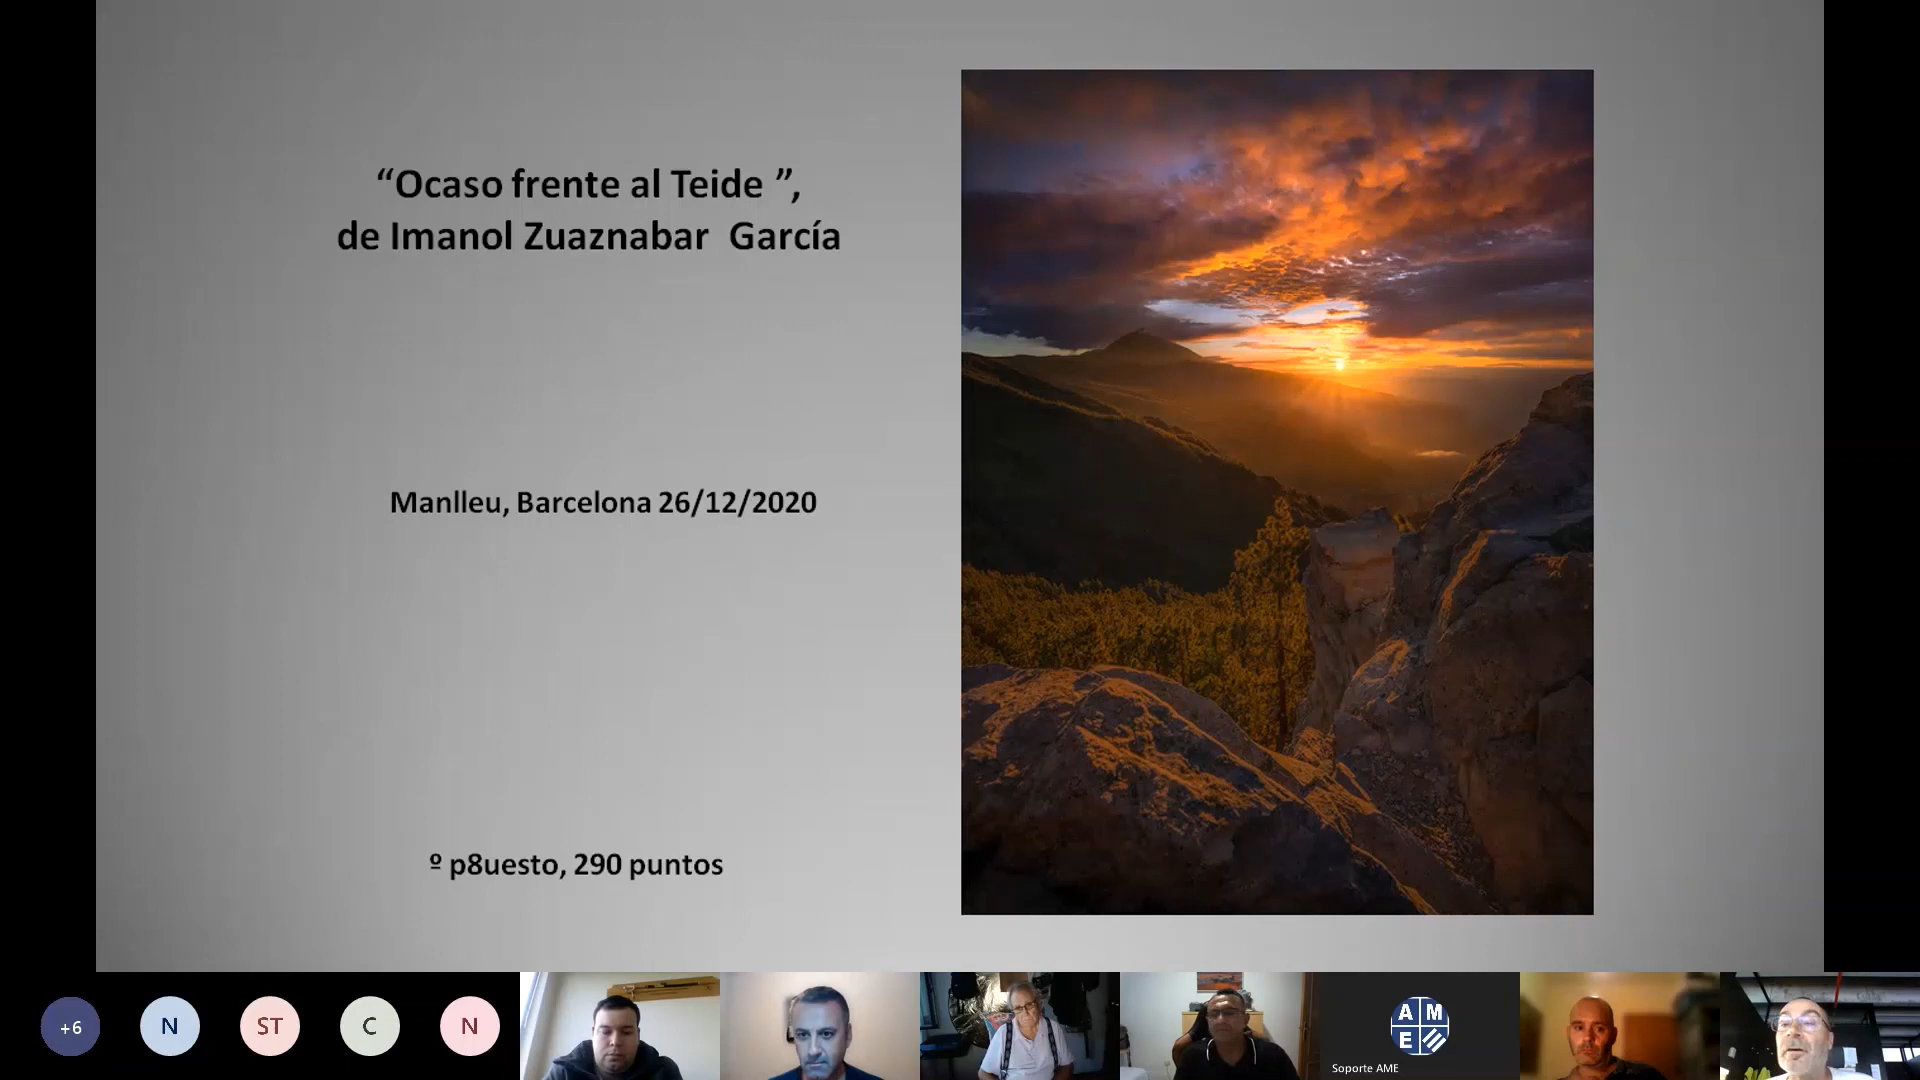 “Ocaso frente al Teide ”,
de Imanol Zuaznabar García
Manlleu, Barcelona 26/12/2020
º p8uesto, 290 puntos
+6
N
ST
C
N
A M
E
Soporte AME